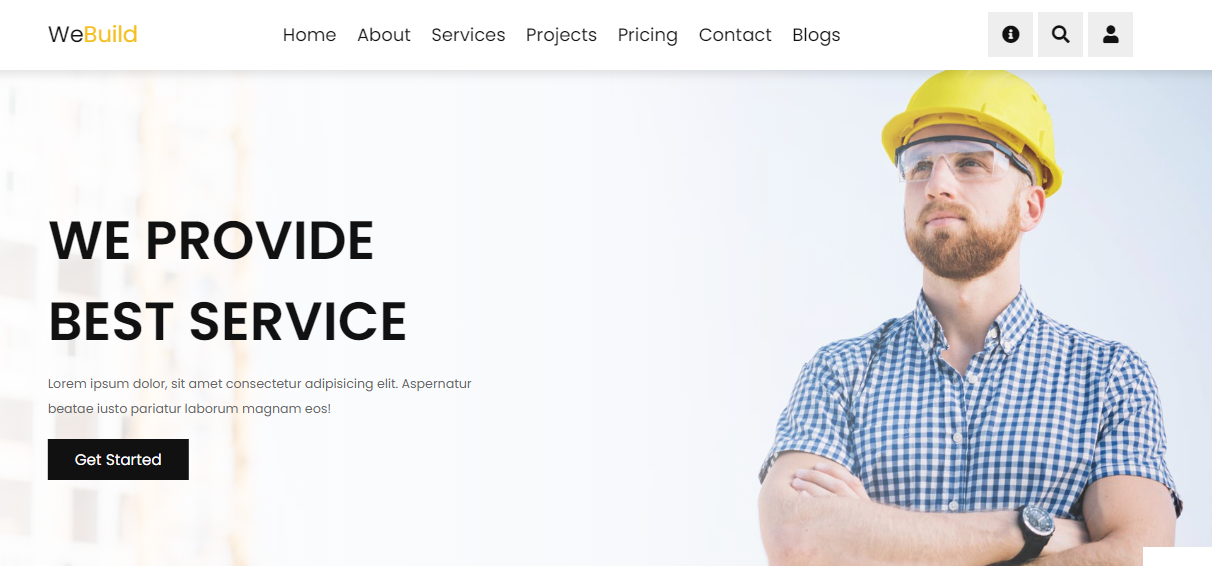 WeBuild Home About Services Projects Pricing Contact Blogs
WE PROVIDE
BEST SERVICE
Lorem ipsum dolor, sit amet consectetur adipisicing elit. Aspernatur
beatae iusto pariatur laborum magnam eos!
Get Started